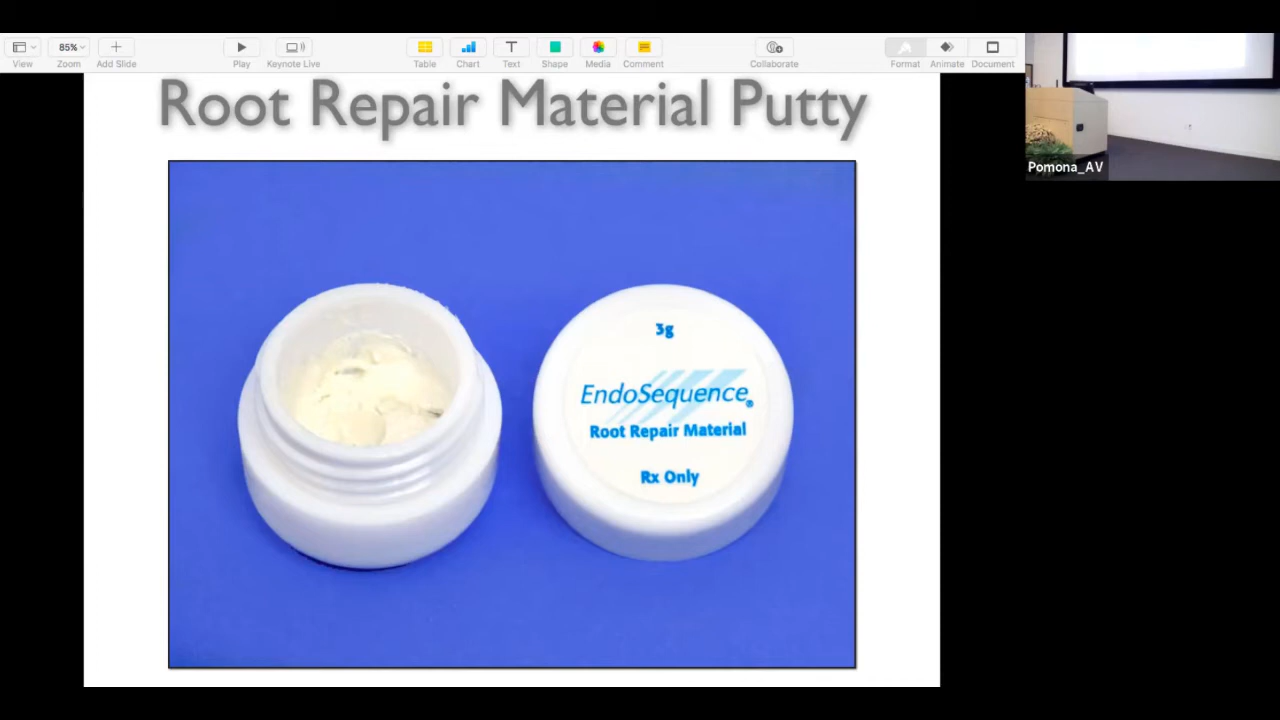 85%
View
Zoom
Add Slide
Play
Keynote Live
Table
Chart
Text
Shape
Media
Comment
Collaborate
Format
Animate
Document
Root Repair Material Putty
Pomona_AV
3g
EndoSequence®
Root Repair Material
Rx Only